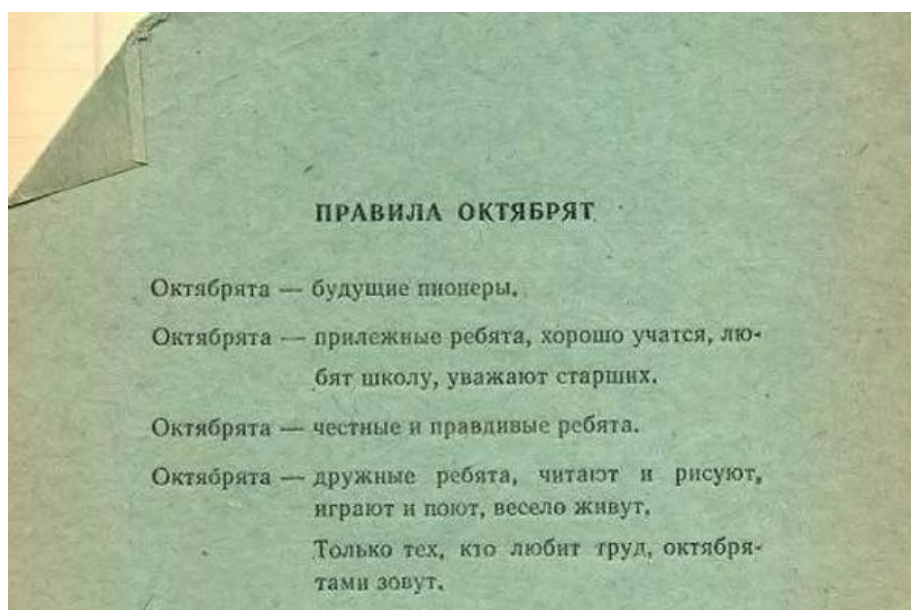 ПРАВИЛА ОКТЯБРЯТ
Октябрята — будущие пионеры.
Октябрята — прилежные ребята, хорошо учатся, лю-
бят школу, уважают старших.
Октябрята — честные и правдивые ребята.
Октябрята — дружные ребята, читают и рисуют,
играют и поют, весело живут.
Только тех, кто любит труд, октября-
тами зовут.